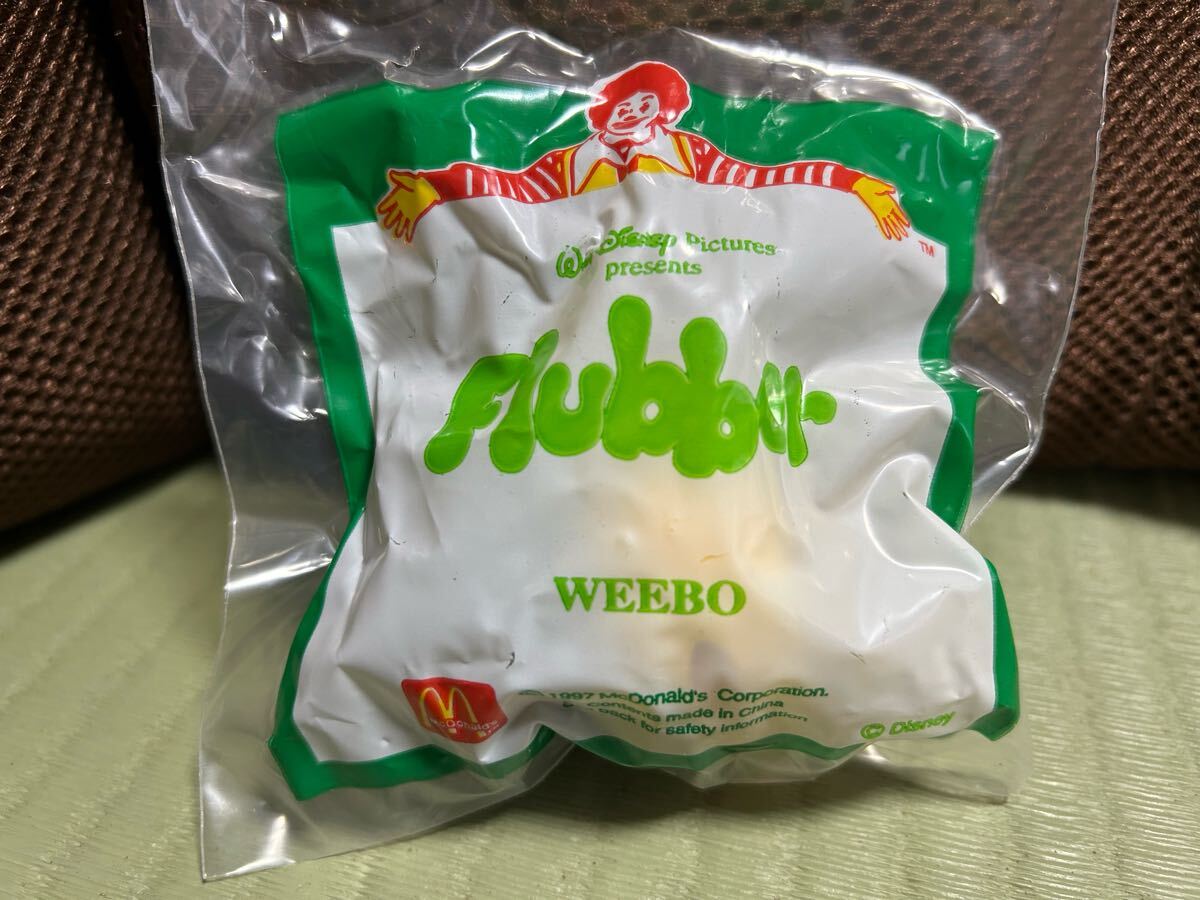 TM
Walt Disney Pictures
presents
Flubber
WEEBO
McDonald's
© 1997 McDonald's Corporation.
Contents made in China
back for safety information
© Disney